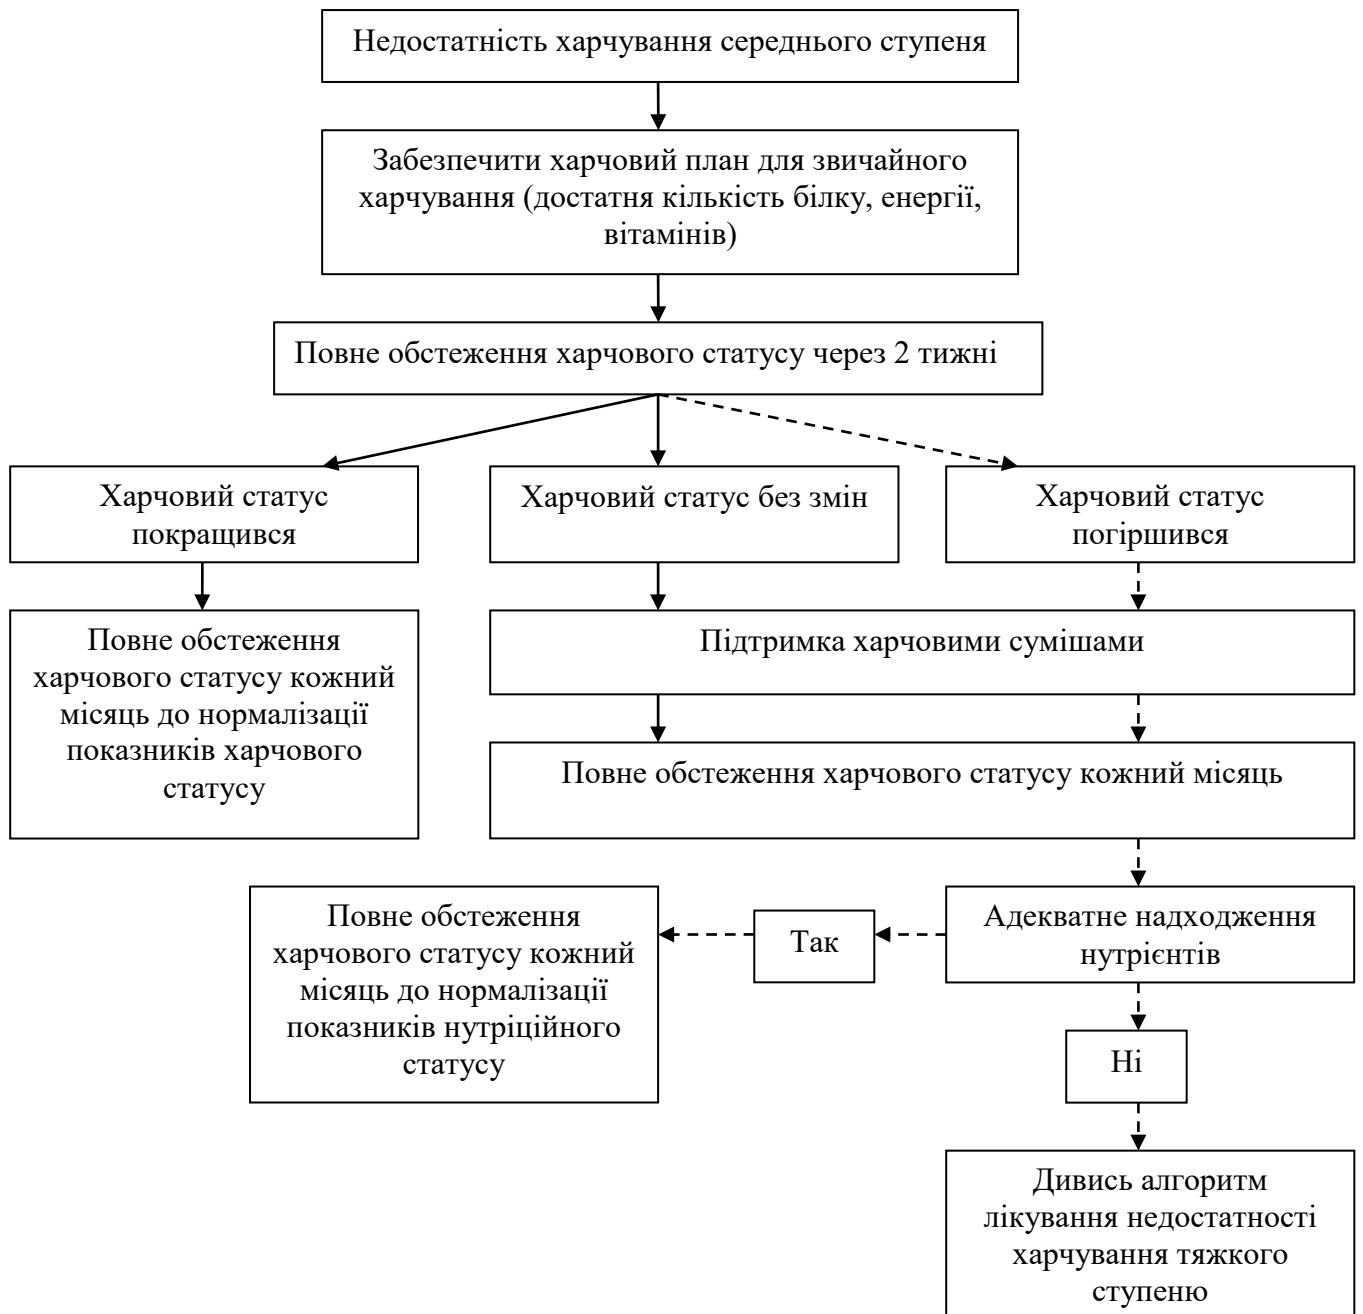 Недостатність харчування середнього ступеня
Забезпечити харчовий план для звичайного
харчування (достатня кількість білку, енергії,
вітамінів)
Повне обстеження харчового статусу через 2 тижні
Харчовий статус
покращився
Харчовий статус без змін
Харчовий статус
погіршився
Повне обстеження
харчового статусу кожний
місяць до нормалізації
показників харчового
статусу
Підтримка харчовими сумішами
Повне обстеження харчового статусу кожний місяць
Повне обстеження
харчового статусу кожний
місяць до нормалізації
показників нутріційного
статусу
Так
Адекватне надходження
нутрієнтів
Ні
Дивись алгоритм
лікування недостатності
харчування тяжкого
ступеню